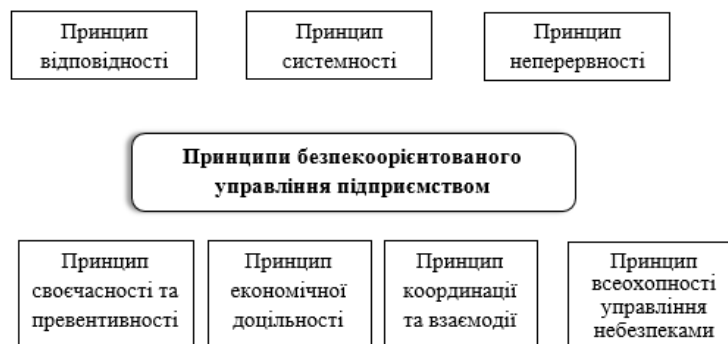 Принцип
відповідності
Принцип
системності
Принцип
неперервності
Принципи безпекоорієнтованого
управління підприємством
Принцип
своєчасності та
превентивності
Принцип
економічної
доцільності
Принцип
координації
та взаємодії
Принцип
всеохопності
управління
небезпеками